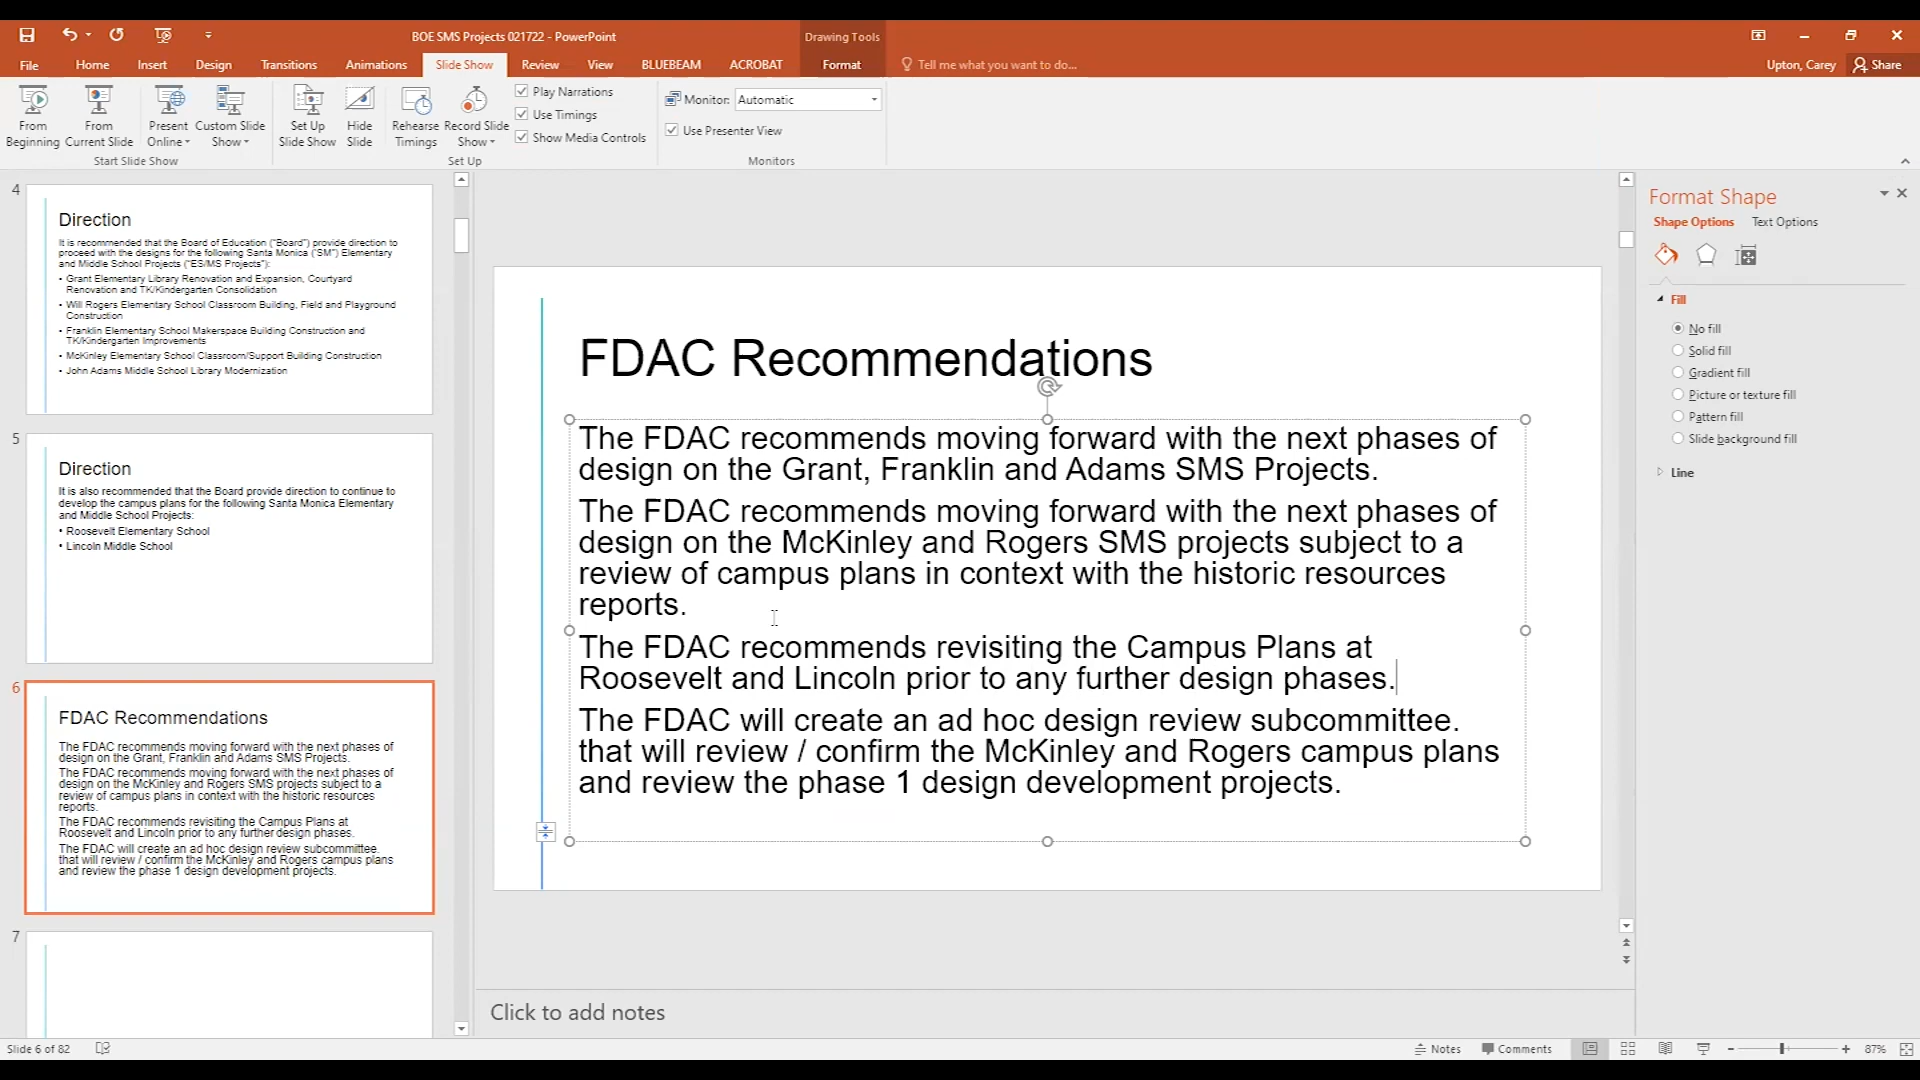 BOE SMS Projects 021722 - PowerPoint
Drawing Tools
File
Home
Insert
Design
Transitions
Animations
Slide Show
Review
View
BLUEBEAM
ACROBAT
Format
Tell me what you want to do...
Upton, Carey
Share
From Beginning
From Current Slide
Present Online
Custom Slide Show
Start Slide Show
Set Up Slide Show
Hide Slide
Rehearse Timings
Record Slide Show
Play Narrations
Use Timings
Show Media Controls
Set Up
Monitor: Automatic
Use Presenter View
Monitors
4
Direction
It is recommended that the Board of Education ("Board") provide direction to
proceed with the designs for the following Santa Monica ("SM") Elementary
and Middle School Projects ("ES/MS Projects"):
• Grant Elementary Library Renovation and Expansion, Courtyard
Renovation and TK/Kindergarten Consolidation
• Will Rogers Elementary School Classroom Building, Field and Playground
Construction
• Franklin Elementary School Makerspace Building Construction and
TK/Kindergarten Improvements
• McKinley Elementary School Classroom/Support Building Construction
• John Adams Middle School Library Modernization
5
Direction
It is also recommended that the Board provide direction to continue to
develop the campus plans for the following Santa Monica Elementary
and Middle School Projects:
• Roosevelt Elementary School
• Lincoln Middle School
6
FDAC Recommendations
The FDAC recommends moving forward with the next phases of
design on the Grant, Franklin and Adams SMS Projects.
The FDAC recommends moving forward with the next phases of
design on the McKinley and Rogers SMS projects subject to a
review of campus plans in context with the historic resources
reports.
The FDAC recommends revisiting the Campus Plans at
Roosevelt and Lincoln prior to any further design phases.
The FDAC will create an ad hoc design review subcommittee.
that will review / confirm the McKinley and Rogers campus plans
and review the phase 1 design development projects.
7
FDAC Recommendations
The FDAC recommends moving forward with the next phases of
design on the Grant, Franklin and Adams SMS Projects.
The FDAC recommends moving forward with the next phases of
design on the McKinley and Rogers SMS projects subject to a
review of campus plans in context with the historic resources
reports.
The FDAC recommends revisiting the Campus Plans at
Roosevelt and Lincoln prior to any further design phases.
The FDAC will create an ad hoc design review subcommittee.
that will review / confirm the McKinley and Rogers campus plans
and review the phase 1 design development projects.
Click to add notes
Format Shape
Shape Options
Text Options
Fill
No fill
Solid fill
Gradient fill
Picture or texture fill
Pattern fill
Slide background fill
Line
Slide 6 of 82
Notes
Comments
87%